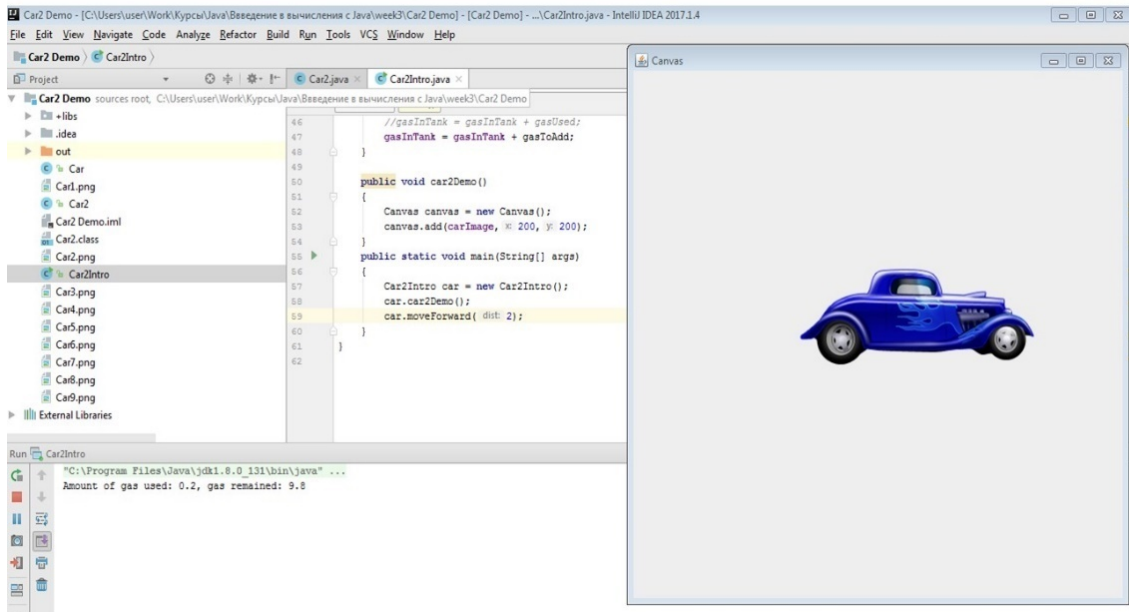 Car2 Demo - [C:\Users\user\Work\Курсы\Java\Введение в вычисления с Java\week3\Car2 Demo] - [Car2 Demo] - ...\Car2Intro.java - IntelliJ IDEA 2017.1.4
File Edit View Navigate Code Analyze Refactor Build Run Tools VCS Window Help
Car2 Demo Car2Intro
Project
Car2.java Car2Intro.java
Car2 Demo sources root, C:\Users\user\Work\Курсы\Java\Введение в вычисления с Java\week3\Car2 Demo
+libs
.idea
out
Car
Car1.png
Car2
Car2 Demo.iml
Car2.class
Car2.png
Car2Intro
Car3.png
Car4.png
Car5.png
Car6.png
Car7.png
Car8.png
Car9.png
External Libraries
46 //gasInTank = gasInTank + gasUsed;
47 gasInTank = gasInTank + gasToAdd;
48 }
49
50 public void car2Demo()
51 {
52 Canvas canvas = new Canvas();
53 canvas.add(carImage, x: 200, y: 200);
54 }
55 public static void main(String[] args)
56 {
57 Car2Intro car = new Car2Intro();
58 car.car2Demo();
59 car.moveForward( dist: 2);
60 }
61 }
62
Canvas
Run Car2Intro
"C:\Program Files\Java\jdk1.8.0_131\bin\java" ...
Amount of gas used: 0.2, gas remained: 9.8